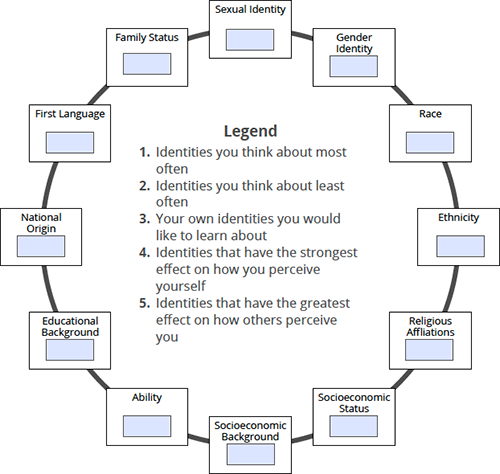 Sexual Identity
Family Status
Gender
Identity
First Language
Race
Legend
1. Identities you think about most
often
2. Identities you think about least
often
3. Your own identities you would
like to learn about
4. Identities that have the strongest
effect on how you perceive
yourself
5. Identities that have the greatest
effect on how others perceive
you
National
Origin
Ethnicity
Educational
Background
Religious
Affliations
Ability
Socioeconomic
Status
Socioeconomic
Background